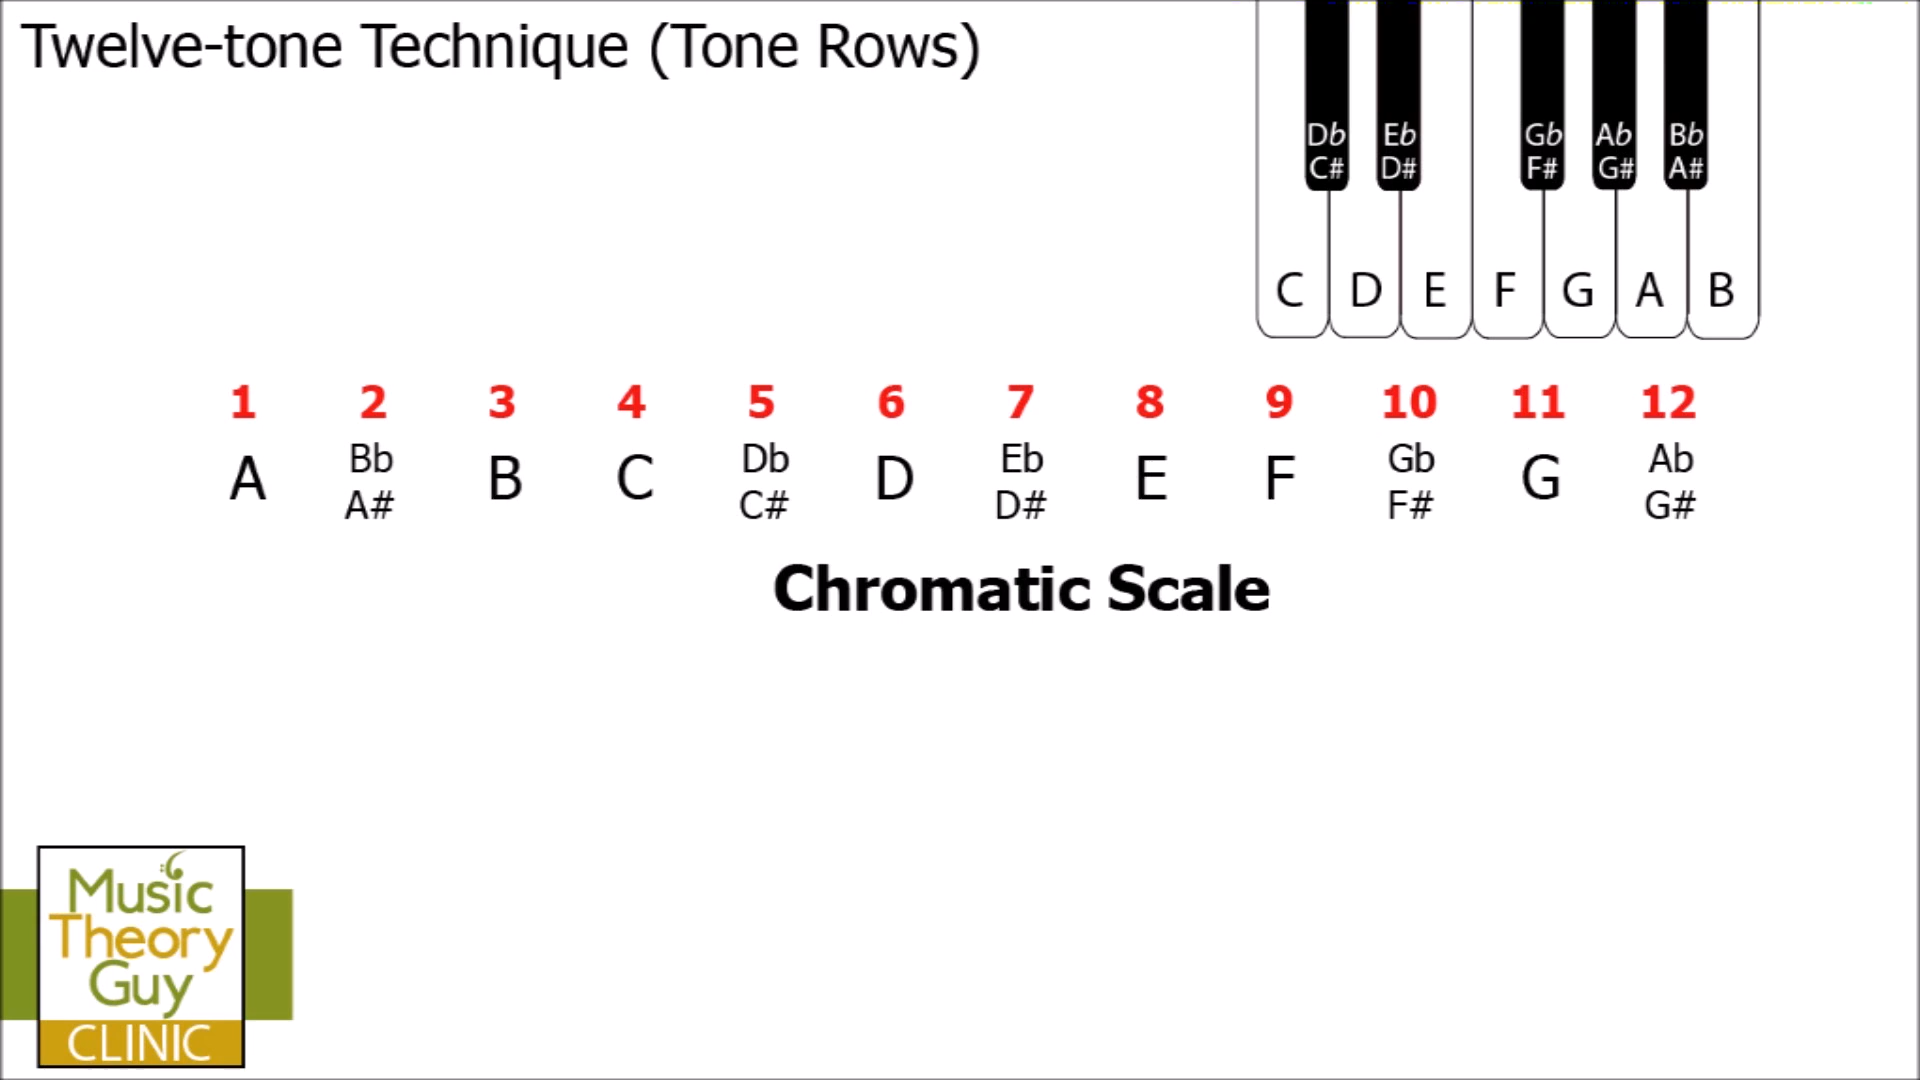 Twelve-tone Technique (Tone Rows)
Db Eb Gb Ab Bb
C# D# F# G# A#
C D E F G A B
1 2 3 4 5 6 7 8 9 10 11 12
Bb Db Eb Gb Ab
A B C D E F G
A# C# D# F# G#
Chromatic Scale
Music
Theory
Guy
CLINIC